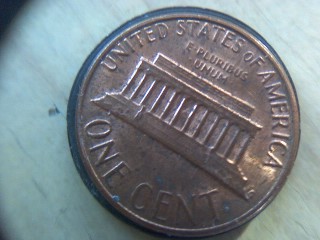 UNITED STATES OF AMERICA
E·PLURIBUS
UNUM
ONE CENT